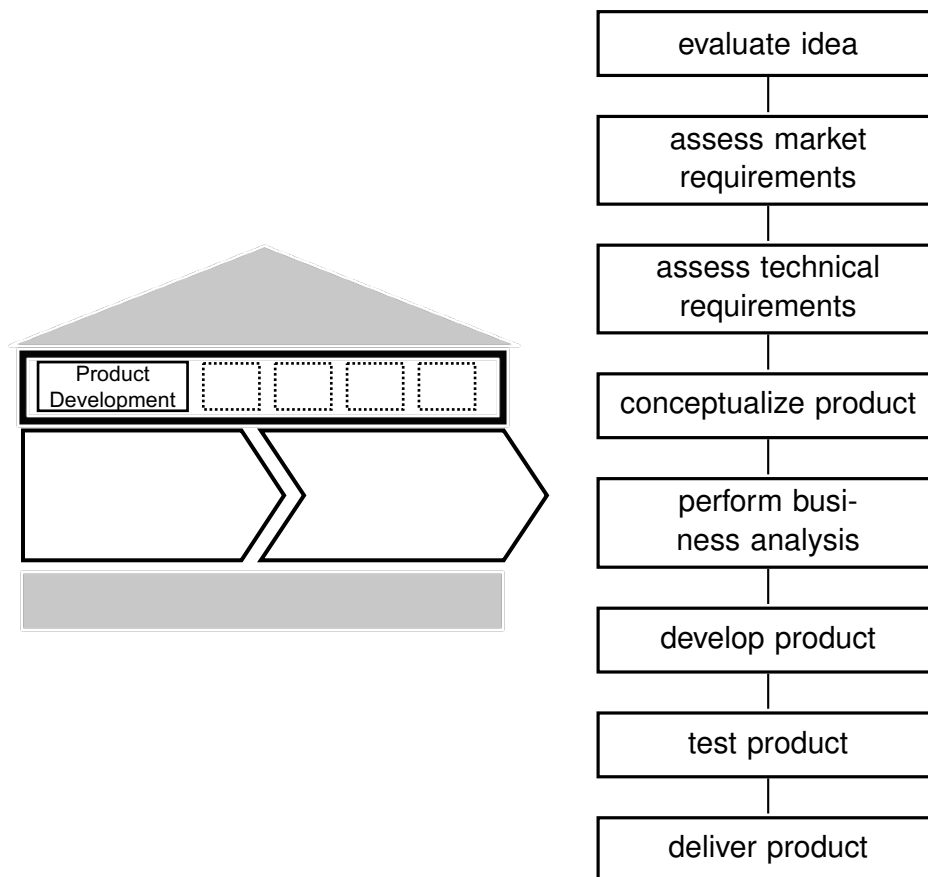 evaluate idea
assess market
requirements
assess technical
requirements
Product
Development
conceptualize product
perform busi-
ness analysis
develop product
test product
deliver product